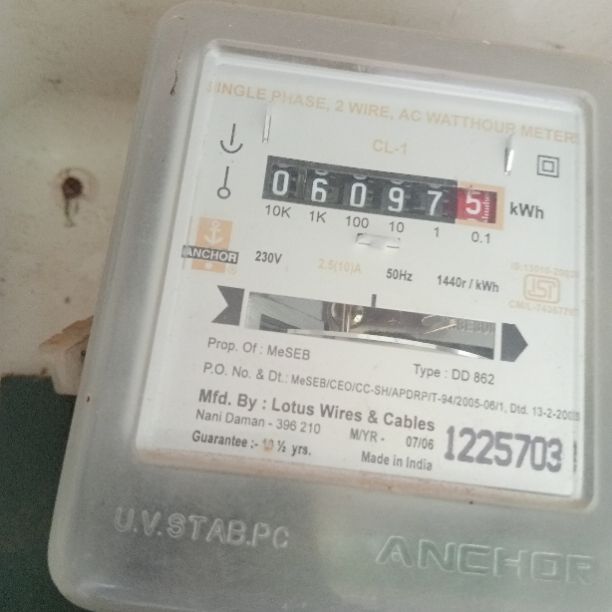 SINGLE PHASE, 2 WIRE, AC WATTHOUR METER
CL-1
0 6 0 9 7 5 kWh
10K 1K 100 10 1 0.1
ANCHOR
230V 2.5(10)A 50Hz 1440r / kWh
Prop. Of : MeSEB
Type : DD 862
P.O. No. & Dt.: MeSEB/CEO/CC-SH/APDRP/T-94/2005-06/1, Dtd. 13-2-2006
Mfd. By : Lotus Wires & Cables
Nani Daman - 396 210 M/YR - 07/06
Guarantee :- ½ yrs. Made in India
1225703
U.V.STAB.PC
ANCHOR